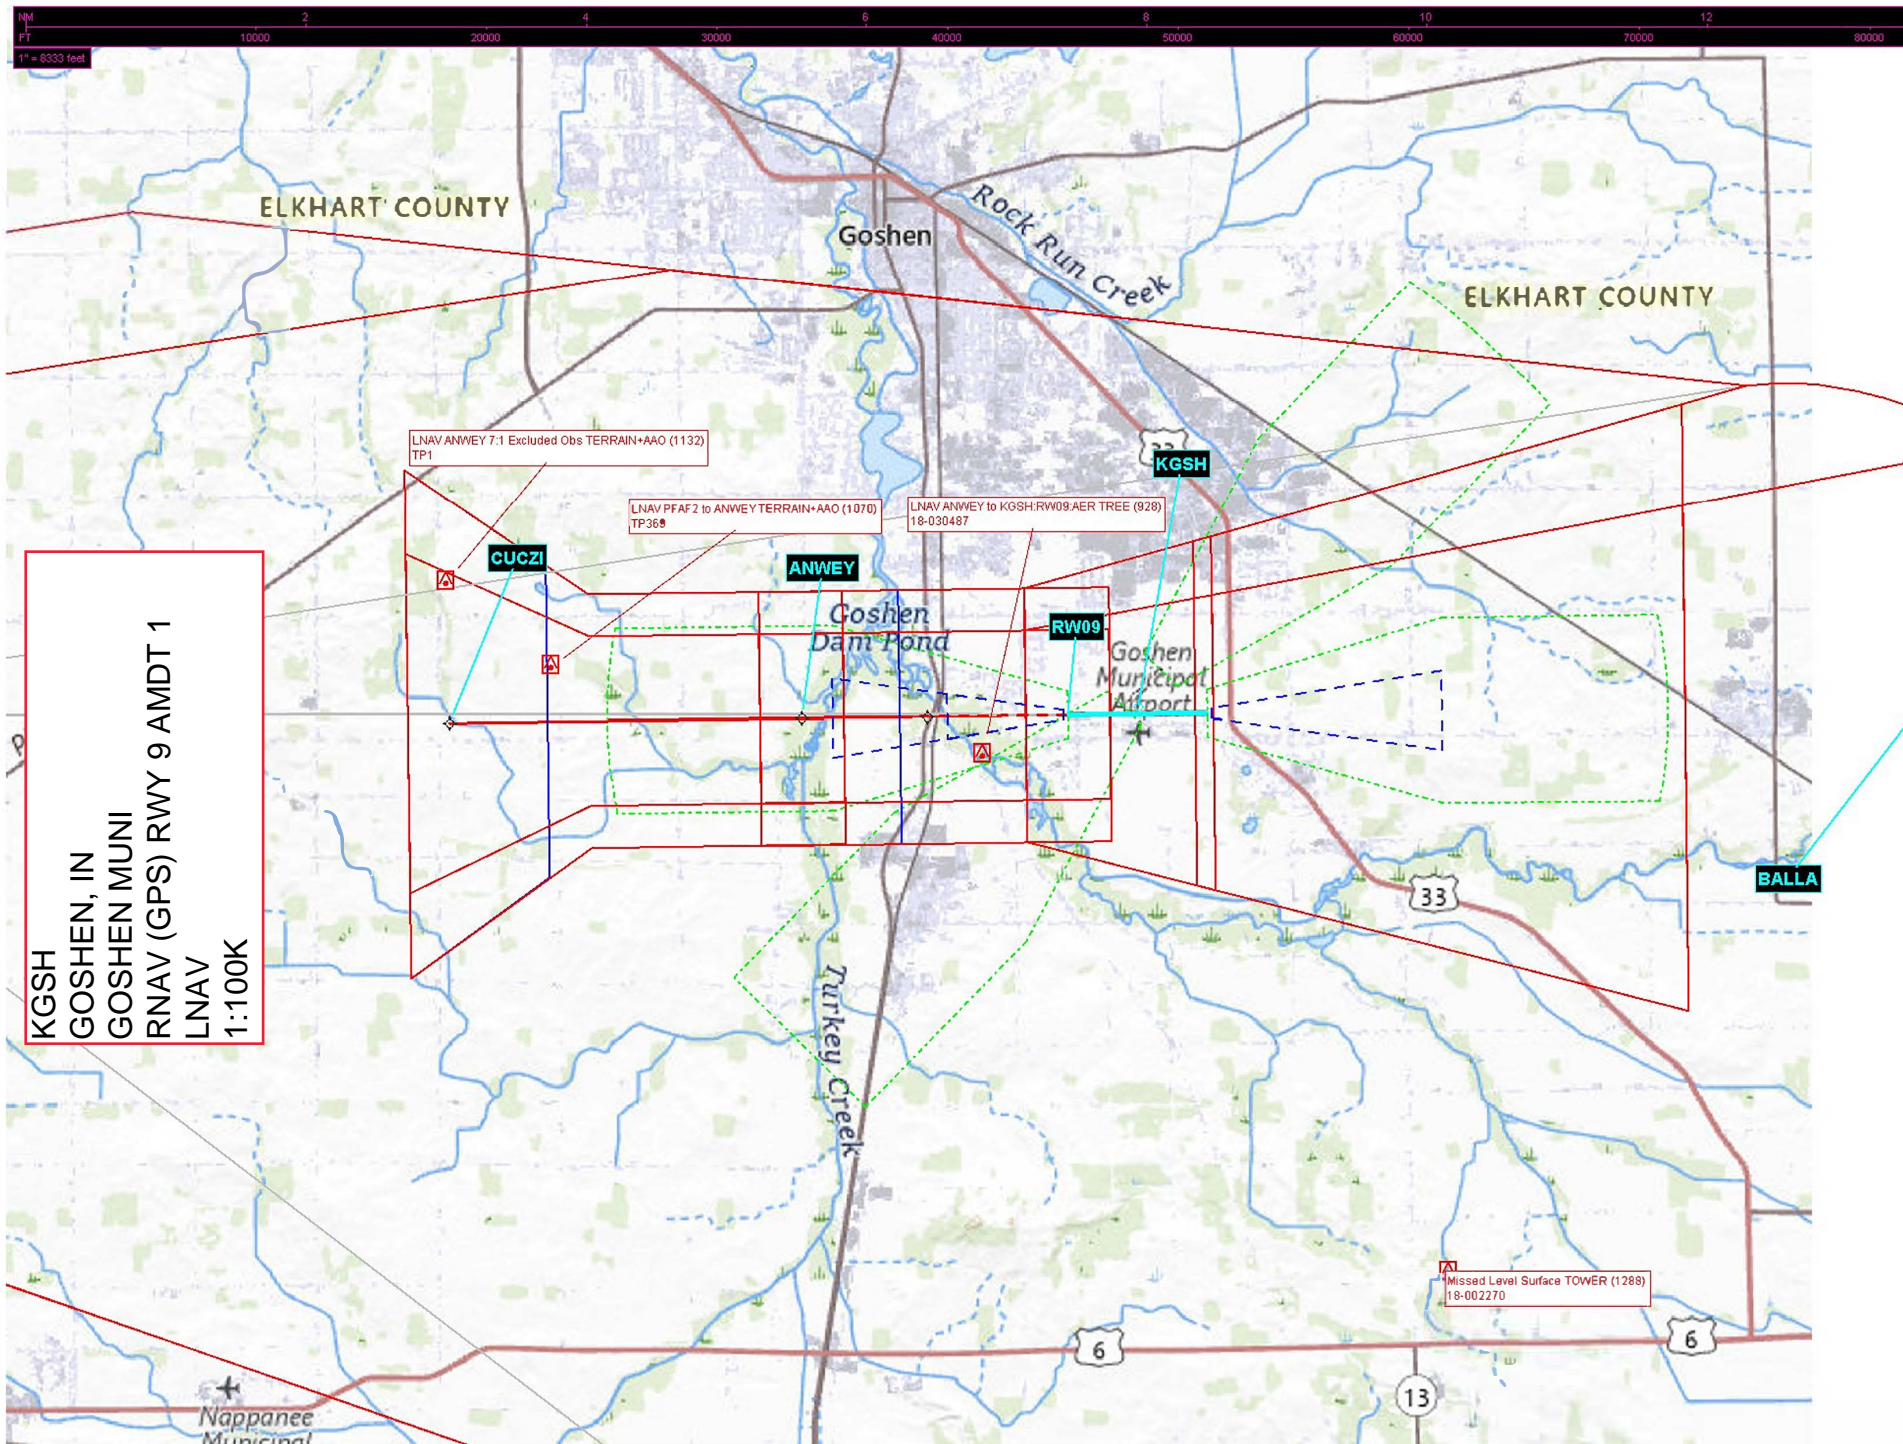 NM
2
4
6
8
10
12
FT
10000
20000
30000
40000
50000
60000
70000
80000
1" = 8333 feet
ELKHART COUNTY
Goshen
Rock Run Creek
ELKHART COUNTY
LNAV ANWEY 7:1 Excluded Obs TERRAIN+AAO (1132)
TP1
KGSH
LNAV PFAF2 to ANWEY TERRAIN+AAO (1070)
LNAV ANWEY to KGSH:RW09:AER TREE (928)
18-030487
CUCZI
ANWEY
Goshen
Dam Pond
RW09
Goshen
Municipal
Airport
KGSH
GOSHEN, IN
GOSHEN MUNI
RNAV (GPS) RWY 9 AMDT 1
LNAV
1:100K
BALLA
33
Turkey Creek
Missed Level Surface TOWER (1288)
18-002270
6
6
13
Nappanee
Municipal